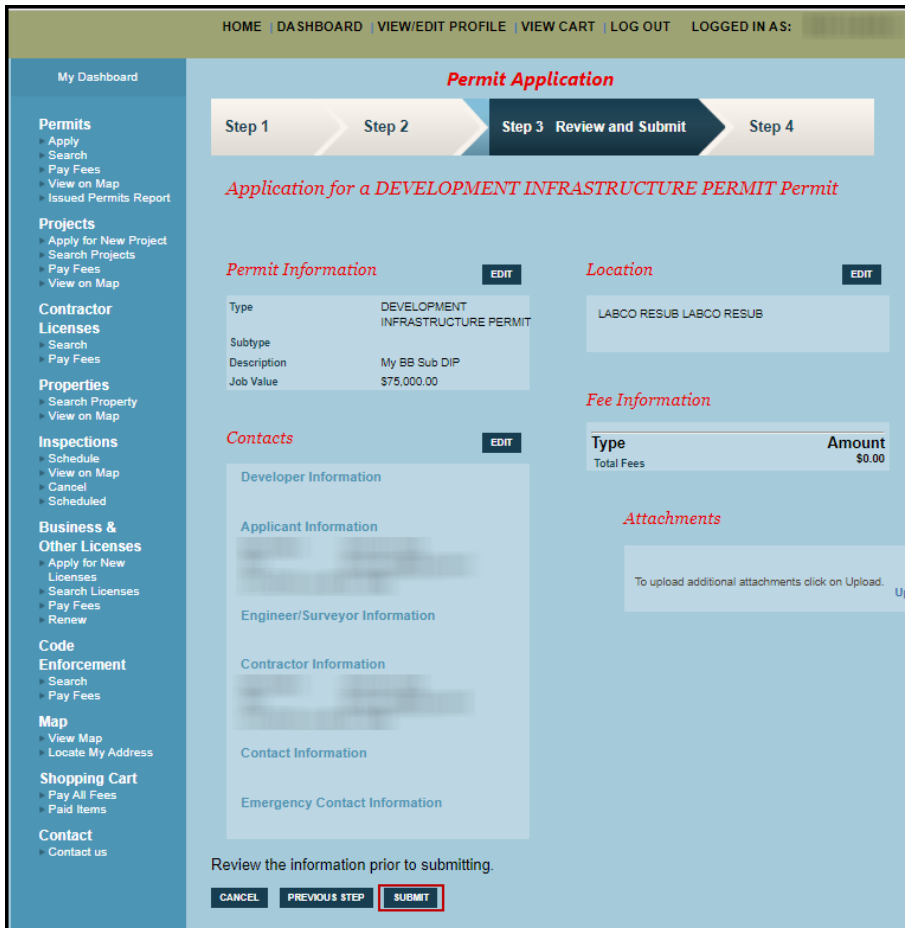 HOME | DASHBOARD | VIEW/EDIT PROFILE | VIEW CART | LOG OUT LOGGED IN AS:
My Dashboard
Permits
Apply
Search
Pay Fees
View on Map
Issued Permits Report
Projects
Apply for New Project
Search Projects
Pay Fees
View on Map
Contractor
Licenses
Search
Pay Fees
Properties
Search Property
View on Map
Inspections
Schedule
View on Map
Cancel
Scheduled
Business &
Other Licenses
Apply for New
Licenses
Search Licenses
Pay Fees
Renew
Code
Enforcement
Search
Pay Fees
Map
View Map
Locate My Address
Shopping Cart
Pay All Fees
Paid Items
Contact
Contact us
Permit Application
Step 1 Step 2 Step 3 Review and Submit Step 4
Application for a DEVELOPMENT INFRASTRUCTURE PERMIT Permit
Permit Information EDIT
Type DEVELOPMENT
INFRASTRUCTURE PERMIT
Subtype
Description My BB Sub DIP
Job Value $75,000.00
Contacts EDIT
Developer Information
Applicant Information
Engineer/Surveyor Information
Contractor Information
Contact Information
Emergency Contact Information
Location EDIT
LABCO RESUB LABCO RESUB
Fee Information
Type Amount
Total Fees $0.00
Attachments
To upload additional attachments click on Upload.
Up
Review the information prior to submitting.
CANCEL PREVIOUS STEP SUBMIT